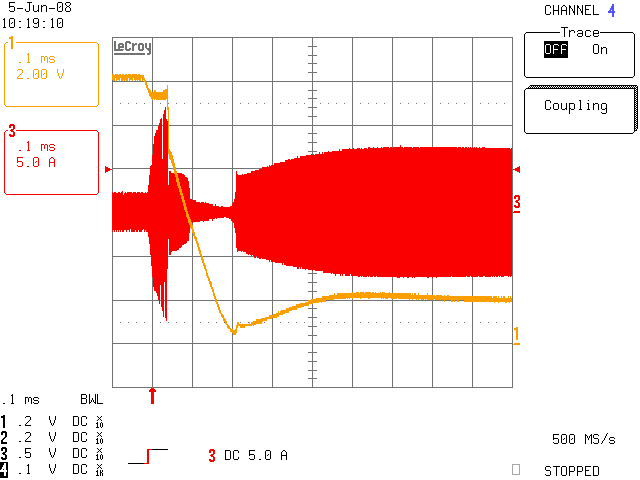 5-Jun-08
10:19:10
CHANNEL 4
Trace
OFF On
Coupling
LeCroy
1
.1 ms
2.00 V
3
.1 ms
5.0 A
3
1
.1 ms BWL
1 .2 V DC X10
2 .2 V DC X10
3 .5 V DC X10
4 .1 V DC
3 DC 5.0 A
500 MS/s
STOPPED